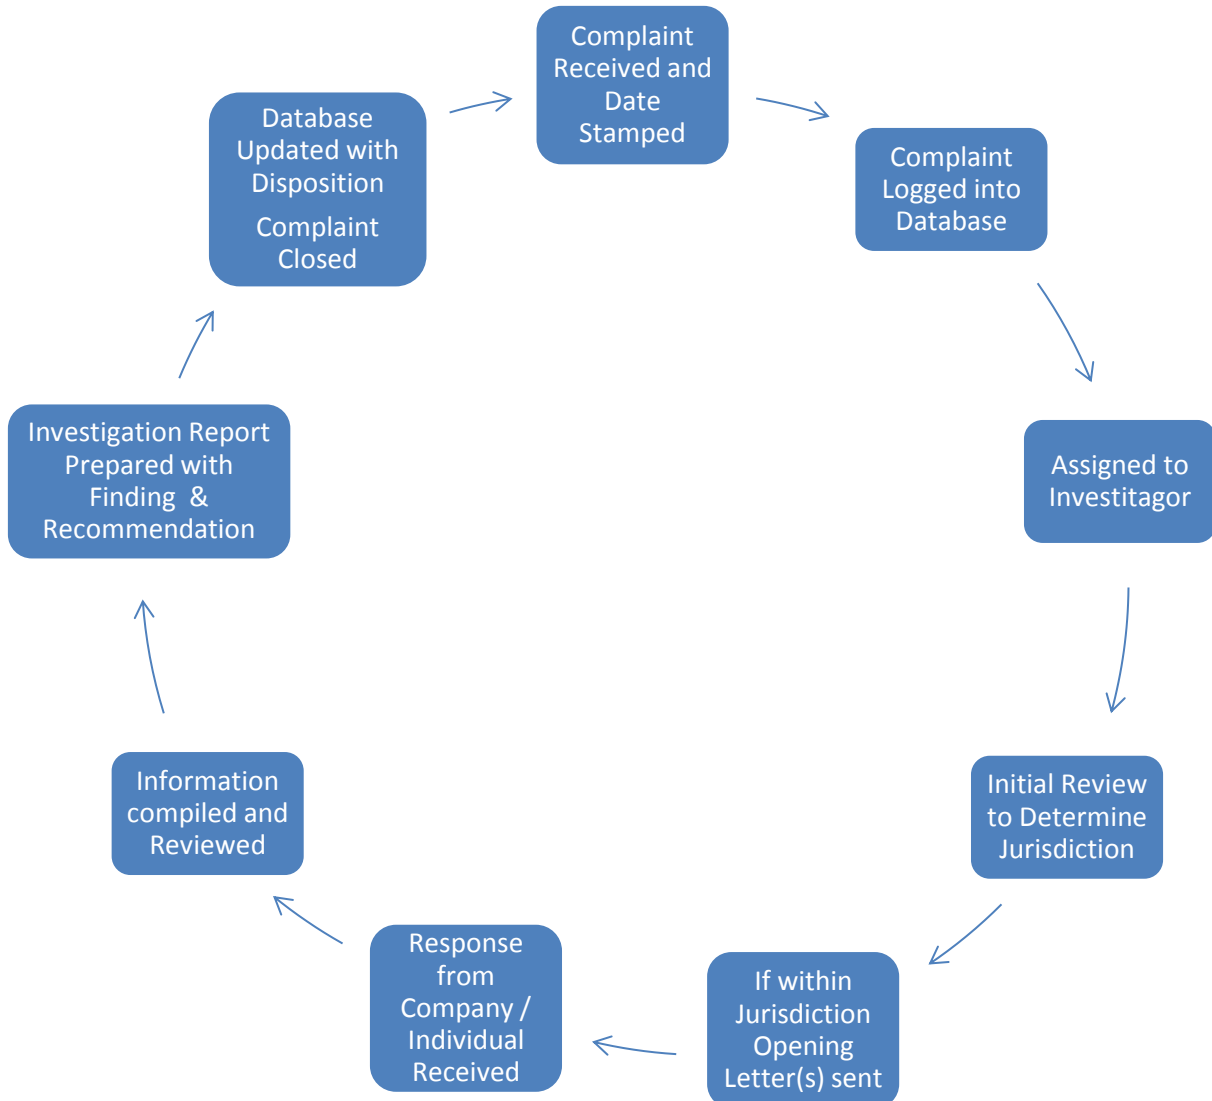 Complaint
Received and
Date
Stamped
Complaint
Logged into
Database
Assigned to
Investitagor
Initial Review
to Determine
Jurisdiction
If within
Jurisdiction
Opening
Letter(s) sent
Response
from
Company /
Individual
Received
Information
compiled and
Reviewed
Investigation Report
Prepared with
Finding  &
Recommendation
Database
Updated with
Disposition
Complaint
Closed